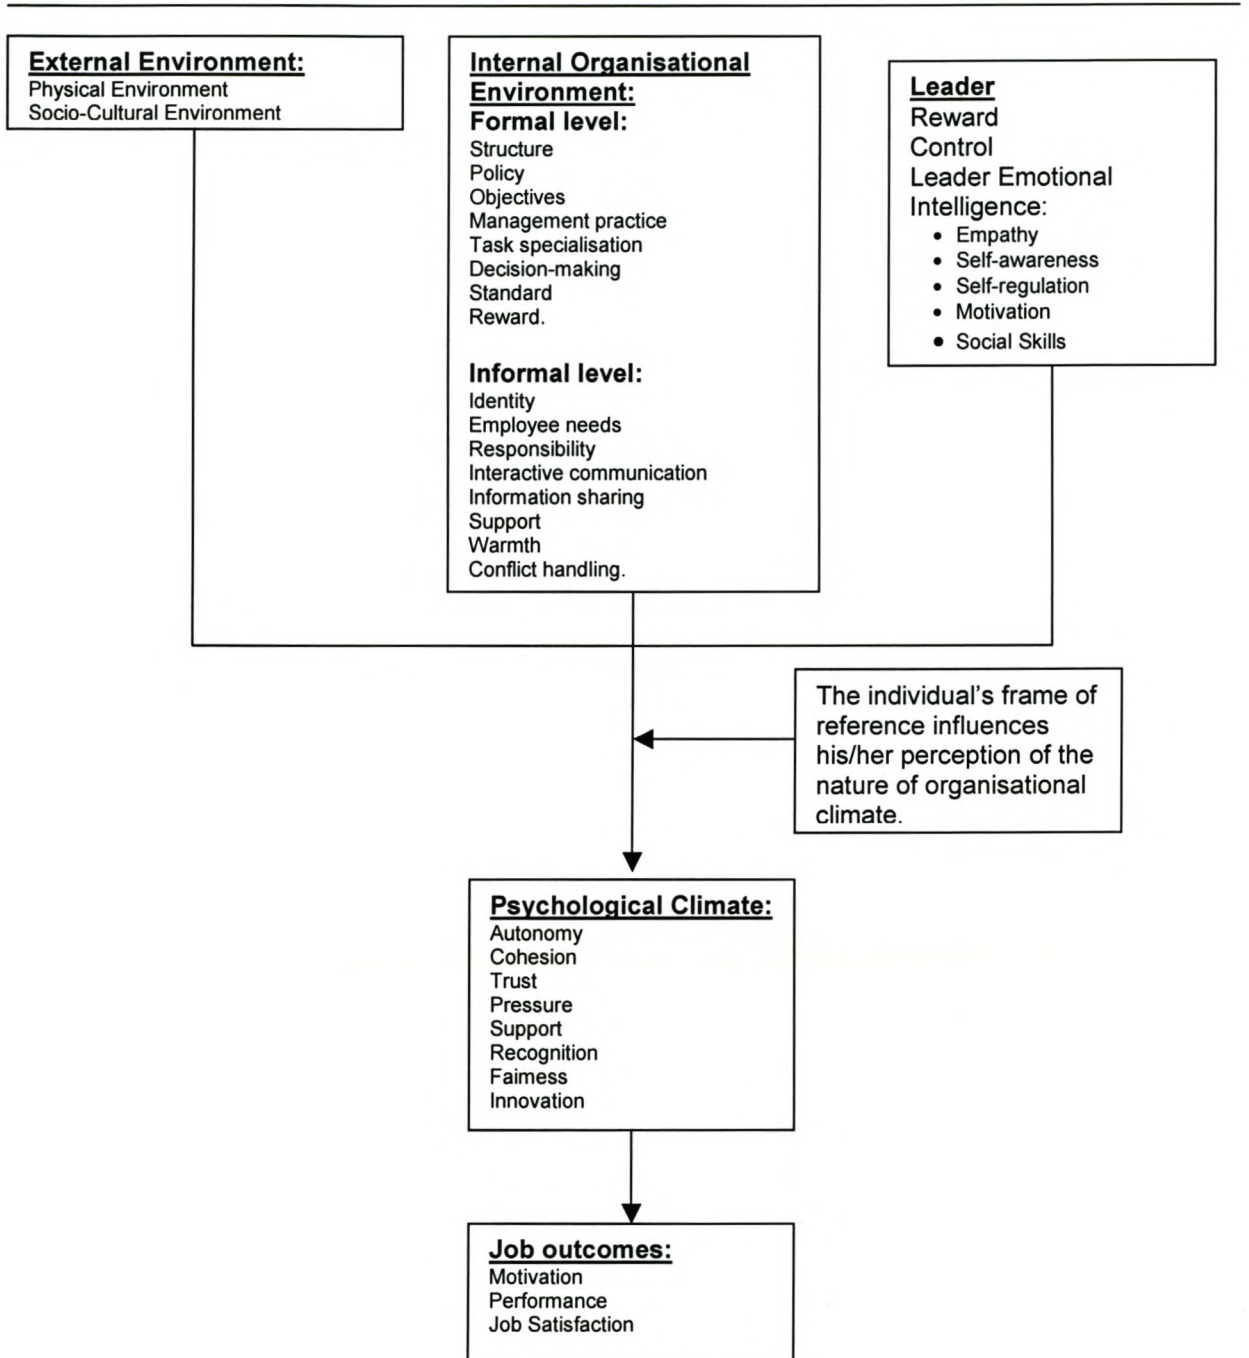 External Environment:
Physical Environment
Socio-Cultural Environment
Internal Organisational
Environment:
Formal level:
Structure
Policy
Objectives
Management practice
Task specialisation
Decision-making
Standard
Reward.
Informal level:
Identity
Employee needs
Responsibility
Interactive communication
Information sharing
Support
Warmth
Conflict handling.
Leader
Reward
Control
Leader Emotional
Intelligence:
• Empathy
• Self-awareness
• Self-regulation
• Motivation
• Social Skills
The individual's frame of
reference influences
his/her perception of the
nature of organisational
climate.
Psychological Climate:
Autonomy
Cohesion
Trust
Pressure
Support
Recognition
Fairness
Innovation
Job outcomes:
Motivation
Performance
Job Satisfaction